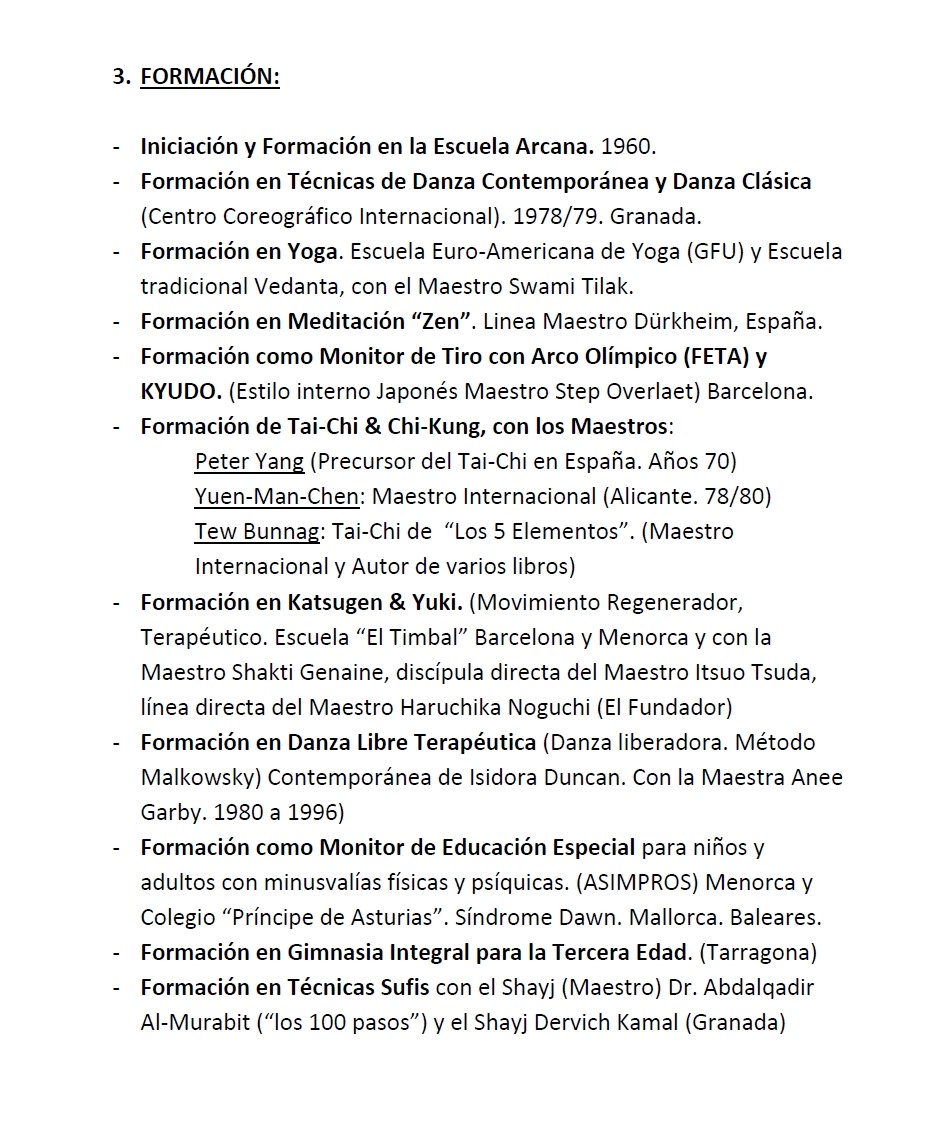 3. FORMACIÓN:
- Iniciación y Formación en la Escuela Arcana. 1960.
- Formación en Técnicas de Danza Contemporánea y Danza Clásica
(Centro Coreográfico Internacional). 1978/79. Granada.
- Formación en Yoga. Escuela Euro-Americana de Yoga (GFU) y Escuela
tradicional Vedanta, con el Maestro Swami Tilak.
- Formación en Meditación “Zen”. Linea Maestro Dürkheim, España.
- Formación como Monitor de Tiro con Arco Olímpico (FETA) y
KYUDO. (Estilo interno Japonés Maestro Step Overlaet) Barcelona.
- Formación de Tai-Chi & Chi-Kung, con los Maestros:
Peter Yang (Precursor del Tai-Chi en España. Años 70)
Yuen-Man-Chen: Maestro Internacional (Alicante. 78/80)
Tew Bunnag: Tai-Chi de “Los 5 Elementos”. (Maestro
Internacional y Autor de varios libros)
- Formación en Katsugen & Yuki. (Movimiento Regenerador,
Terapéutico. Escuela “El Timbal” Barcelona y Menorca y con la
Maestro Shakti Genaine, discípula directa del Maestro Itsuo Tsuda,
línea directa del Maestro Haruchika Noguchi (El Fundador)
- Formación en Danza Libre Terapéutica (Danza liberadora. Método
Malkowsky) Contemporánea de Isidora Duncan. Con la Maestra Anee
Garby. 1980 a 1996)
- Formación como Monitor de Educación Especial para niños y
adultos con minusvalías físicas y psíquicas. (ASIMPROS) Menorca y
Colegio “Príncipe de Asturias”. Síndrome Dawn. Mallorca. Baleares.
- Formación en Gimnasia Integral para la Tercera Edad. (Tarragona)
- Formación en Técnicas Sufis con el Shayj (Maestro) Dr. Abdalqadir
Al-Murabit (“los 100 pasos”) y el Shayj Dervich Kamal (Granada)